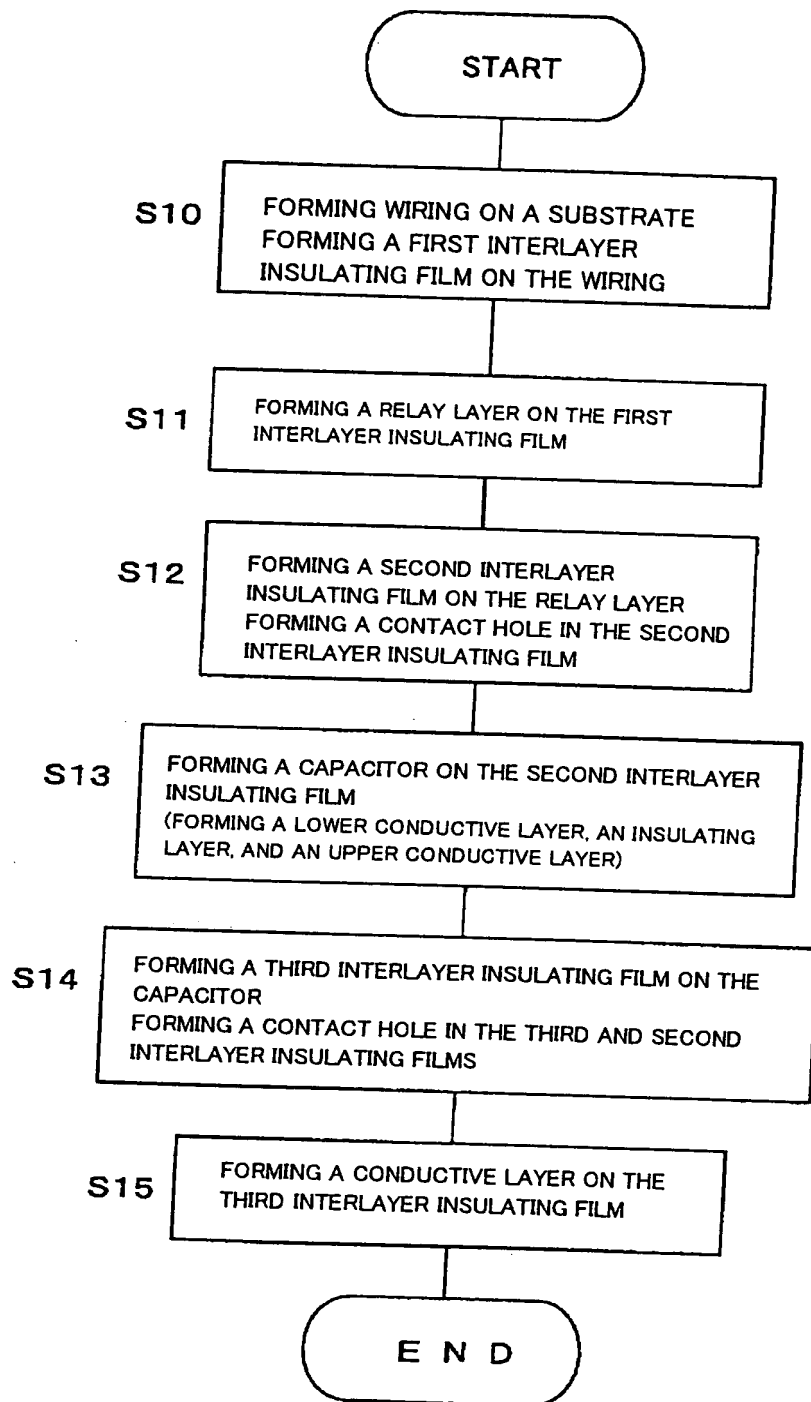 START
S10
FORMING WIRING ON A SUBSTRATE
FORMING A FIRST INTERLAYER
INSULATING FILM ON THE WIRING
S11
FORMING A RELAY LAYER ON THE FIRST
INTERLAYER INSULATING FILM
S12
FORMING A SECOND INTERLAYER
INSULATING FILM ON THE RELAY LAYER
FORMING A CONTACT HOLE IN THE SECOND
INTERLAYER INSULATING FILM
S13
FORMING A CAPACITOR ON THE SECOND INTERLAYER
INSULATING FILM
(FORMING A LOWER CONDUCTIVE LAYER, AN INSULATING
LAYER, AND AN UPPER CONDUCTIVE LAYER)
S14
FORMING A THIRD INTERLAYER INSULATING FILM ON THE
CAPACITOR
FORMING A CONTACT HOLE IN THE THIRD AND SECOND
INTERLAYER INSULATING FILMS
S15
FORMING A CONDUCTIVE LAYER ON THE
THIRD INTERLAYER INSULATING FILM
E N D